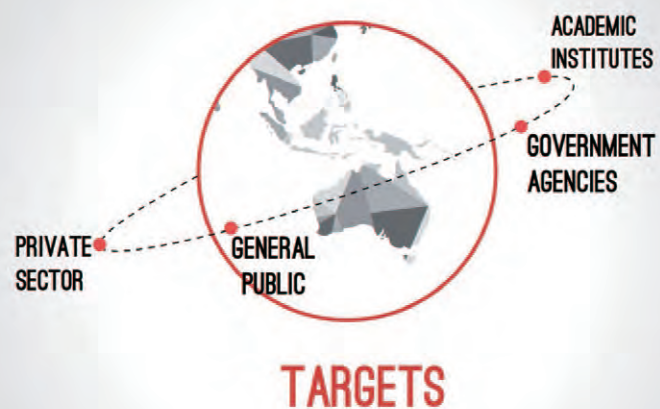 ACADEMIC
INSTITUTES
GOVERNMENT
AGENCIES
PRIVATE
SECTOR
GENERAL
PUBLIC
TARGETS